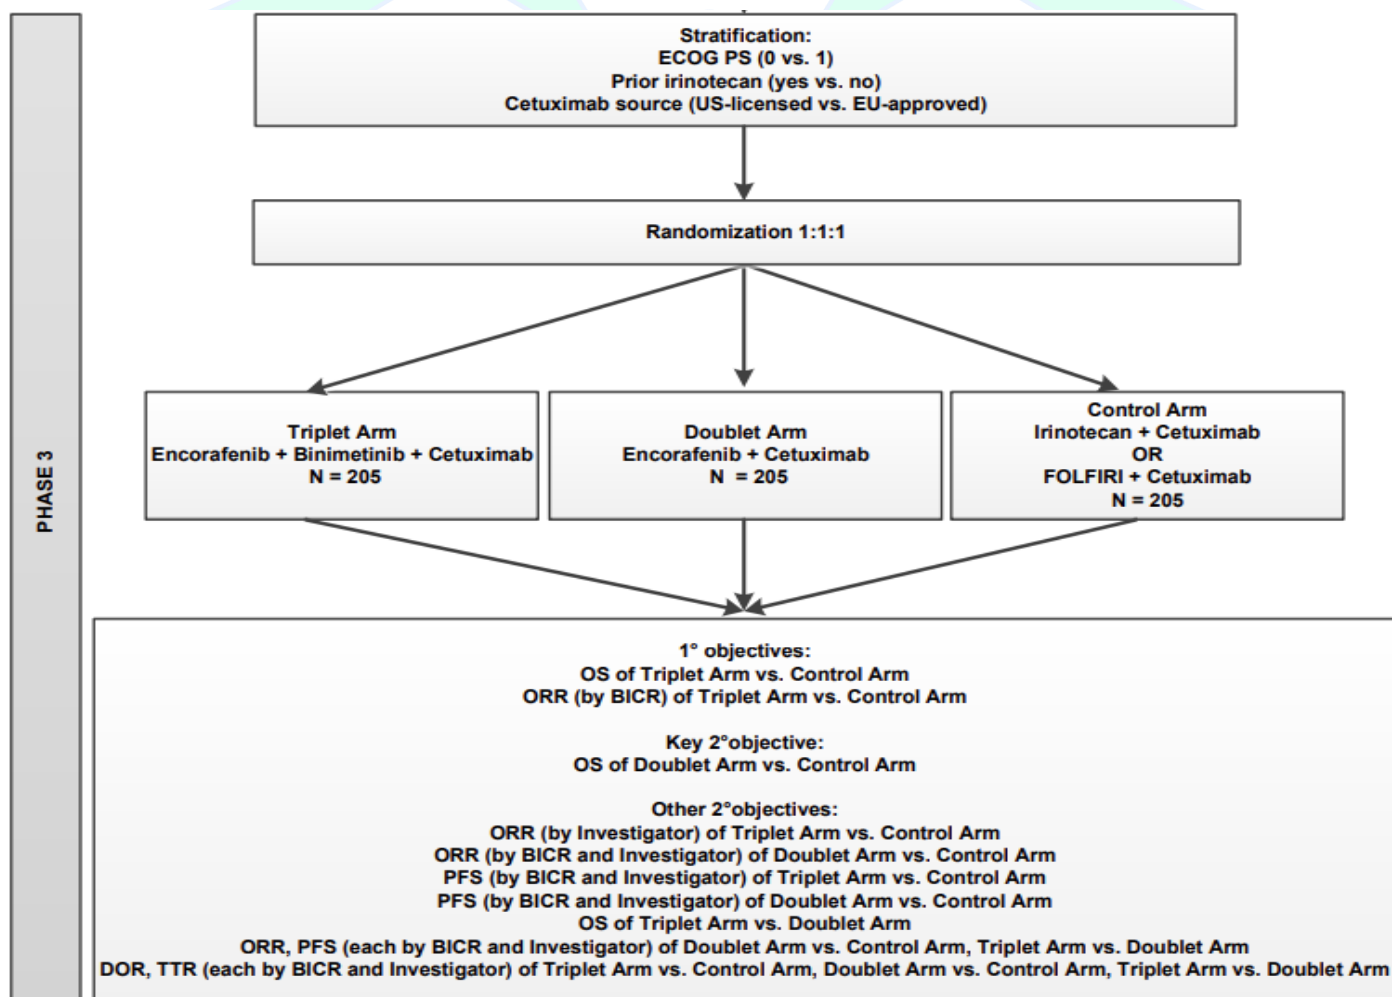 PHASE 3
Stratification:
ECOG PS (0 vs. 1)
Prior irinotecan (yes vs. no)
Cetuximab source (US-licensed vs. EU-approved)
Randomization 1:1:1
Triplet Arm
Encorafenib + Binimetinib + Cetuximab
N = 205
Doublet Arm
Encorafenib + Cetuximab
N = 205
Control Arm
Irinotecan + Cetuximab
OR
FOLFIRI + Cetuximab
N = 205
1° objectives:
OS of Triplet Arm vs. Control Arm
ORR (by BICR) of Triplet Arm vs. Control Arm
Key 2°objective:
OS of Doublet Arm vs. Control Arm
Other 2°objectives:
ORR (by Investigator) of Triplet Arm vs. Control Arm
ORR (by BICR and Investigator) of Doublet Arm vs. Control Arm
PFS (by BICR and Investigator) of Triplet Arm vs. Control Arm
PFS (by BICR and Investigator) of Doublet Arm vs. Control Arm
OS of Triplet Arm vs. Doublet Arm
ORR, PFS (each by BICR and Investigator) of Doublet Arm vs. Control Arm, Triplet Arm vs. Doublet Arm
DOR, TTR (each by BICR and Investigator) of Triplet Arm vs. Control Arm, Doublet Arm vs. Control Arm, Triplet Arm vs. Doublet Arm